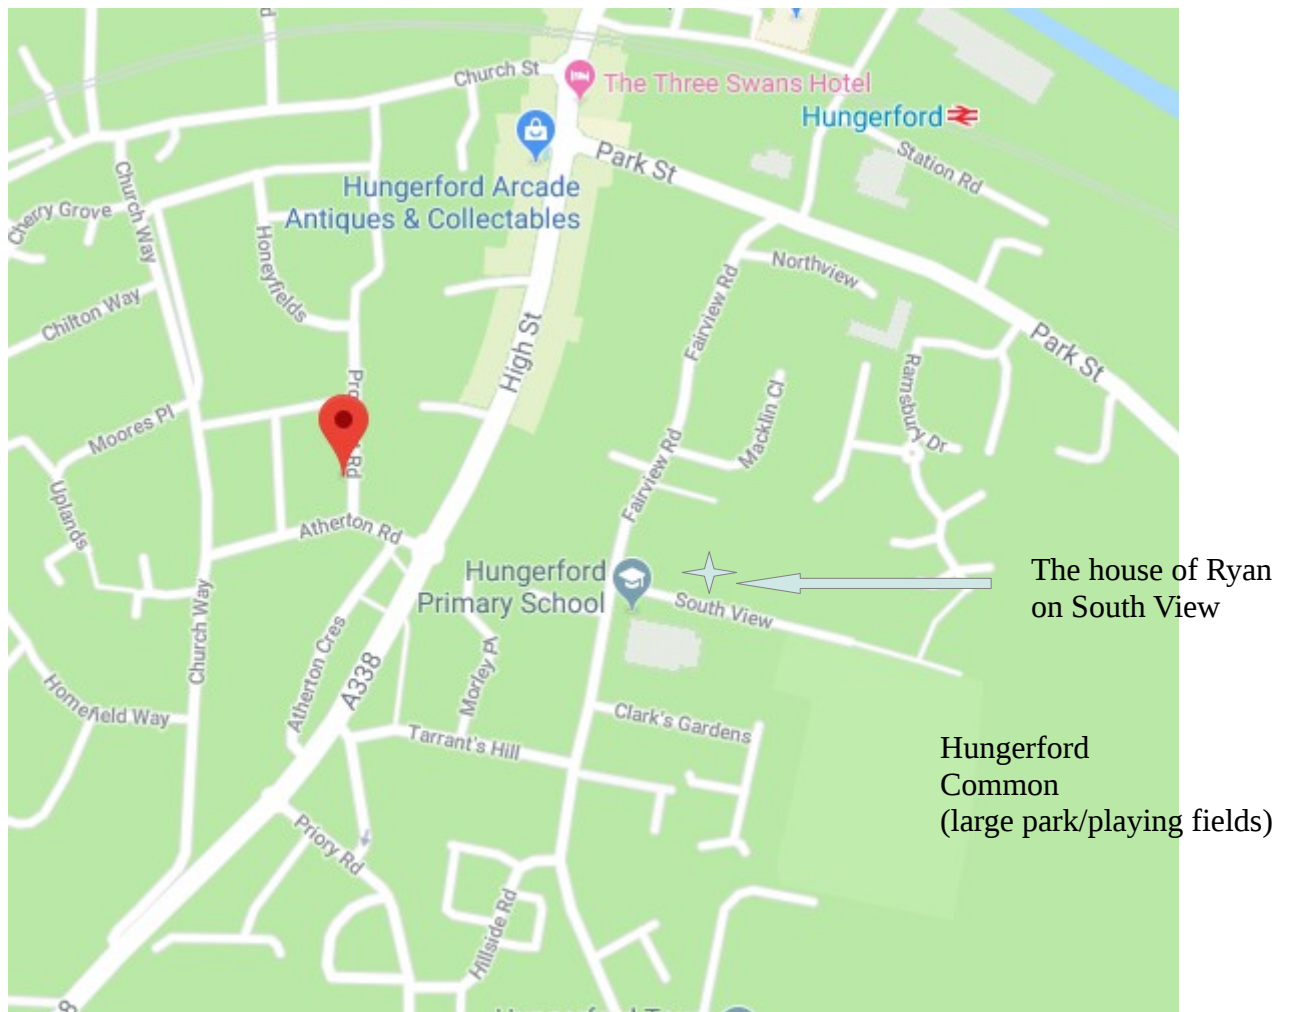 Church St
The Three Swans Hotel
Hungerford
Park St
Station Rd
Hungerford Arcade
Antiques & Collectables
Church Way
Cherry Grove
Honeyfields
Northview
Chilton Way
Fairview Rd
High St
Park St
Ramsbury Dr
Macklin Cl
Moores Pl
Rd
Fairview Rd
Uplands
Atherton Rd
Hungerford
Primary School
The house of Ryan
on South View
South View
Church Way
Atherton Cres
A338
Morley Pl
Homefield Way
Clark's Gardens
Tarrant's Hill
Hungerford
Common
(large park/playing fields)
Priory Rd
Hillside Rd